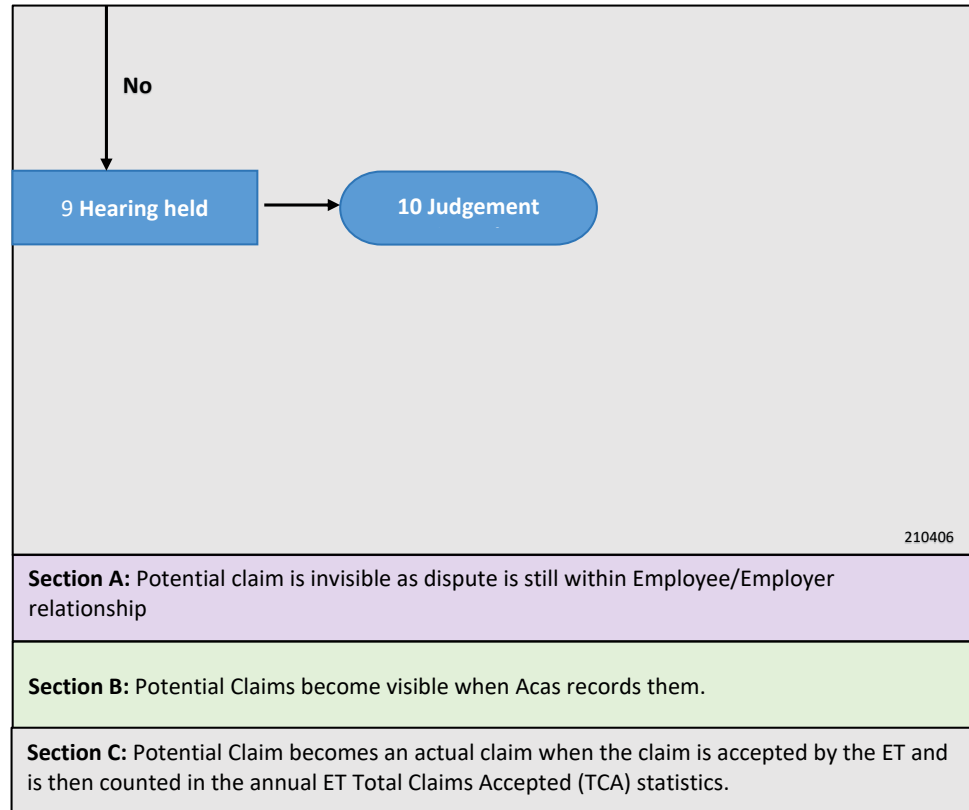 No
9 Hearing held
10 Judgement
210406
Section A: Potential claim is invisible as dispute is still within Employee/Employer
relationship
Section B: Potential Claims become visible when Acas records them.
Section C: Potential Claim becomes an actual claim when the claim is accepted by the ET and
is then counted in the annual ET Total Claims Accepted (TCA) statistics.